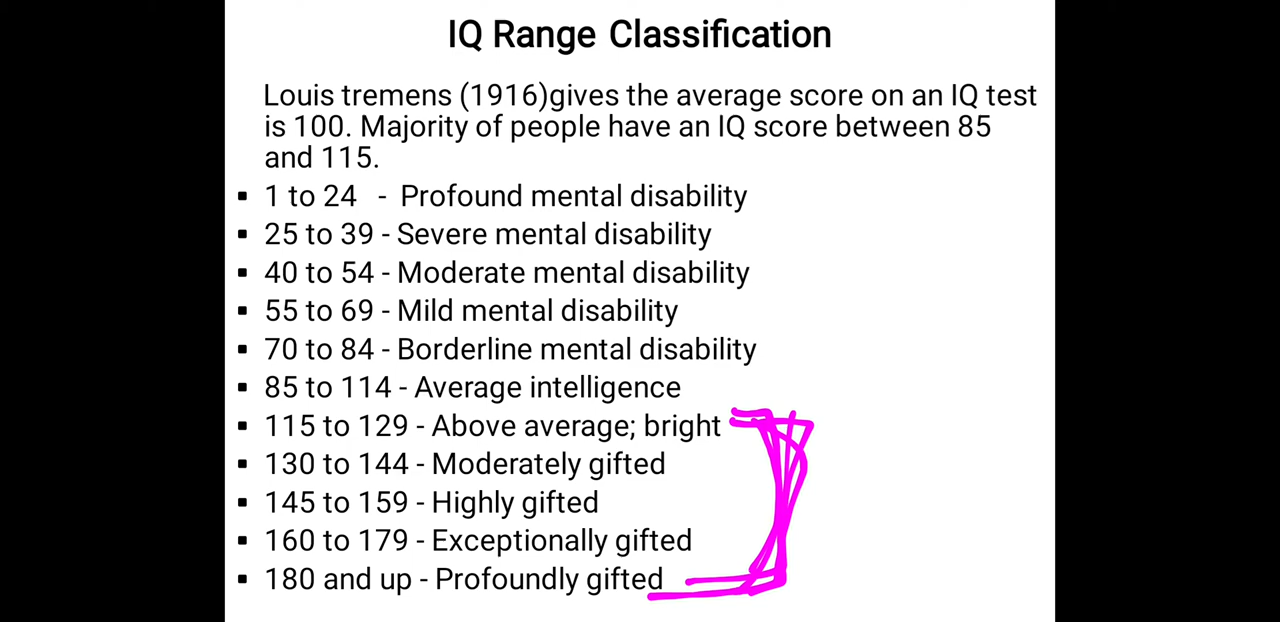 IQ Range Classification
Louis tremens (1916)gives the average score on an IQ test
is 100. Majority of people have an IQ score between 85
and 115.
▪ 1 to 24 - Profound mental disability
▪ 25 to 39 - Severe mental disability
▪ 40 to 54 - Moderate mental disability
▪ 55 to 69 - Mild mental disability
▪ 70 to 84 - Borderline mental disability
▪ 85 to 114 - Average intelligence
▪ 115 to 129 - Above average; bright
▪ 130 to 144 - Moderately gifted
▪ 145 to 159 - Highly gifted
▪ 160 to 179 - Exceptionally gifted
▪ 180 and up - Profoundly gifted